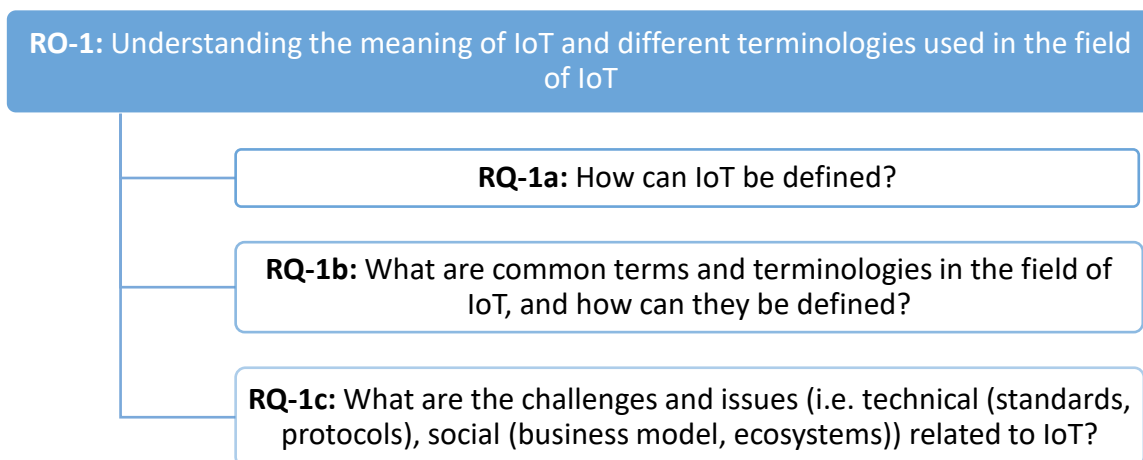 RO-1: Understanding the meaning of IoT and different terminologies used in the field
of IoT
RQ-1a: How can IoT be defined?
RQ-1b: What are common terms and terminologies in the field of
IoT, and how can they be defined?
RQ-1c: What are the challenges and issues (i.e. technical (standards,
protocols), social (business model, ecosystems)) related to IoT?